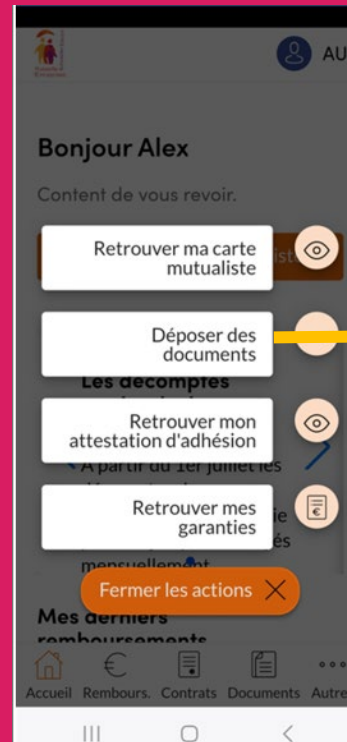 AU
Bonjour Alex
Content de vous revoir.
Retrouver ma carte
mutualiste
Déposer des
documents
Les décomptes
Retrouver mon
attestation d'adhésion
A partir du 1er juillet les
Retrouver mes
garanties
mensuellement
Fermer les actions
Mes derniers
remboursements
Accueil Rembours. Contrats Documents Autre